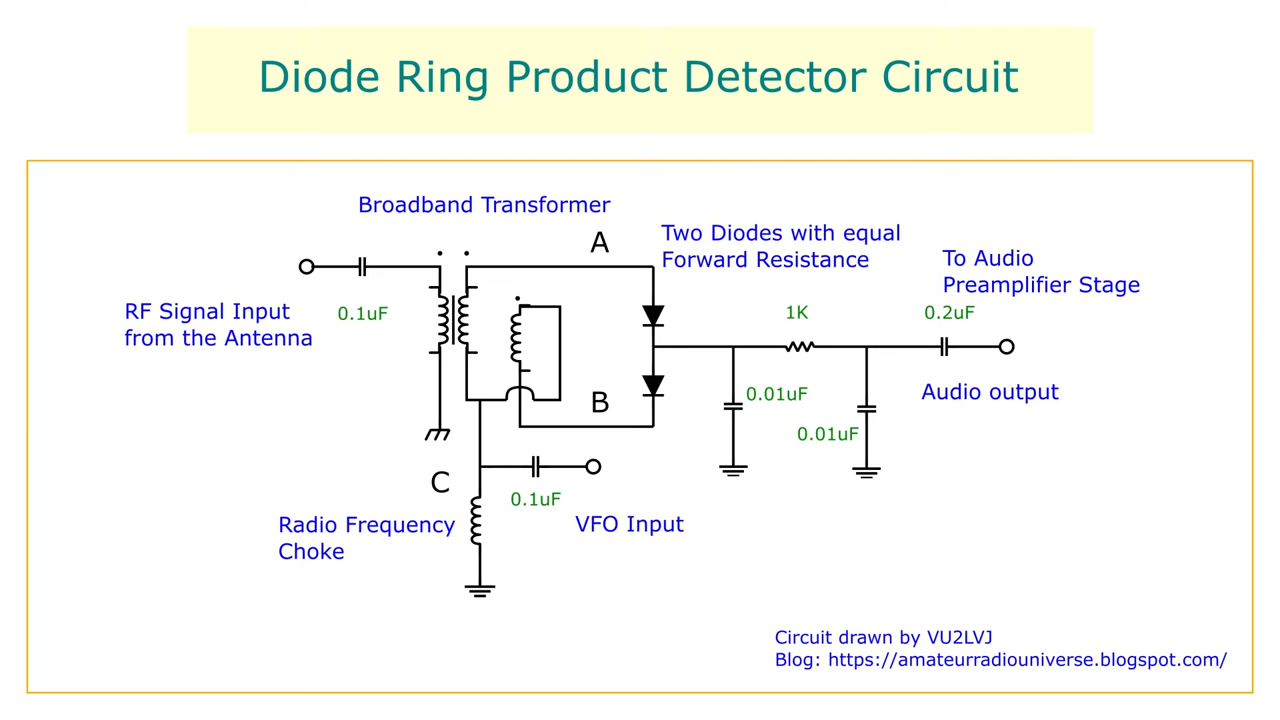 Diode Ring Product Detector Circuit
Broadband Transformer
A
Two Diodes with equal
Forward Resistance
To Audio
Preamplifier Stage
RF Signal Input
from the Antenna
0.1uF
1K
0.2uF
B
0.01uF
Audio output
0.01uF
C
0.1uF
Radio Frequency
Choke
VFO Input
Circuit drawn by VU2LVJ
Blog: https://amateurradiouniverse.blogspot.com/